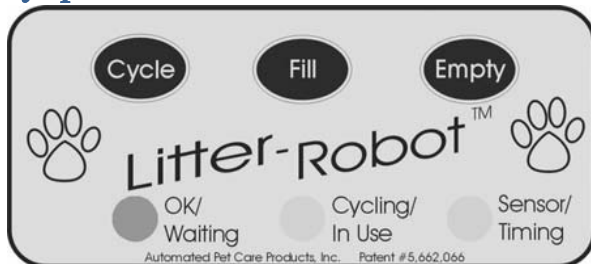 Cycle Fill Empty
Litter-Robot™
OK/ Cycling/ Sensor/
Waiting In Use Timing
Automated Pet Care Products, Inc. Patent #5,662,066